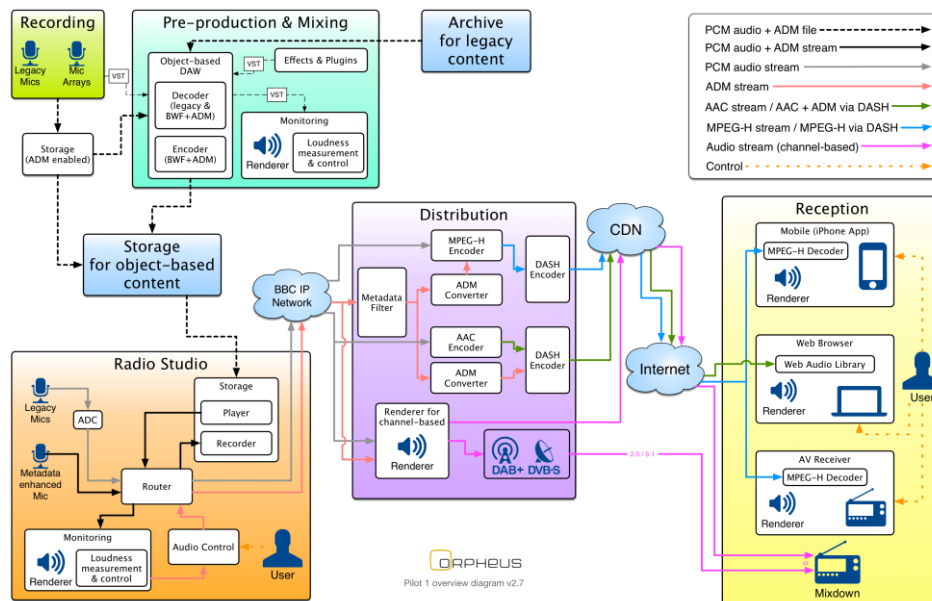 Recording
Legacy
Mics
Mic
Arrays
VST
Storage
(ADM enabled)
Pre-production & Mixing
Object-based
DAW
VST
Effects & Plugins
Decoder
(legacy &
BWF+ADM)
VST
Encoder
(BWF+ADM)
Monitoring
Renderer
Loudness
measurement
& control
Archive
for legacy
content
PCM audio + ADM file
PCM audio + ADM stream
PCM audio stream
ADM stream
AAC stream / AAC + ADM via DASH
MPEG-H stream / MPEG-H via DASH
Audio stream (channel-based)
Control
Storage
for object-based
content
BBC IP
Network
Distribution
MPEG-H
Encoder
ADM
Converter
Metadata
Filter
DASH
Encoder
AAC
Encoder
ADM
Converter
DASH
Encoder
Renderer for
channel-based
Renderer
DAB+
DVB-S
2.0 / 5.1
CDN
Internet
Reception
Mobile (iPhone App)
MPEG-H Decoder
Renderer
Web Browser
Web Audio Library
Renderer
User
AV Receiver
MPEG-H Decoder
Renderer
or
Mixdown
Radio Studio
Legacy
Mics
ADC
Storage
Player
Recorder
Metadata
enhanced
Mic
Router
Monitoring
Renderer
Loudness
measurement
& control
Audio Control
User
ORPHEUS
Pilot 1 overview diagram v2.7